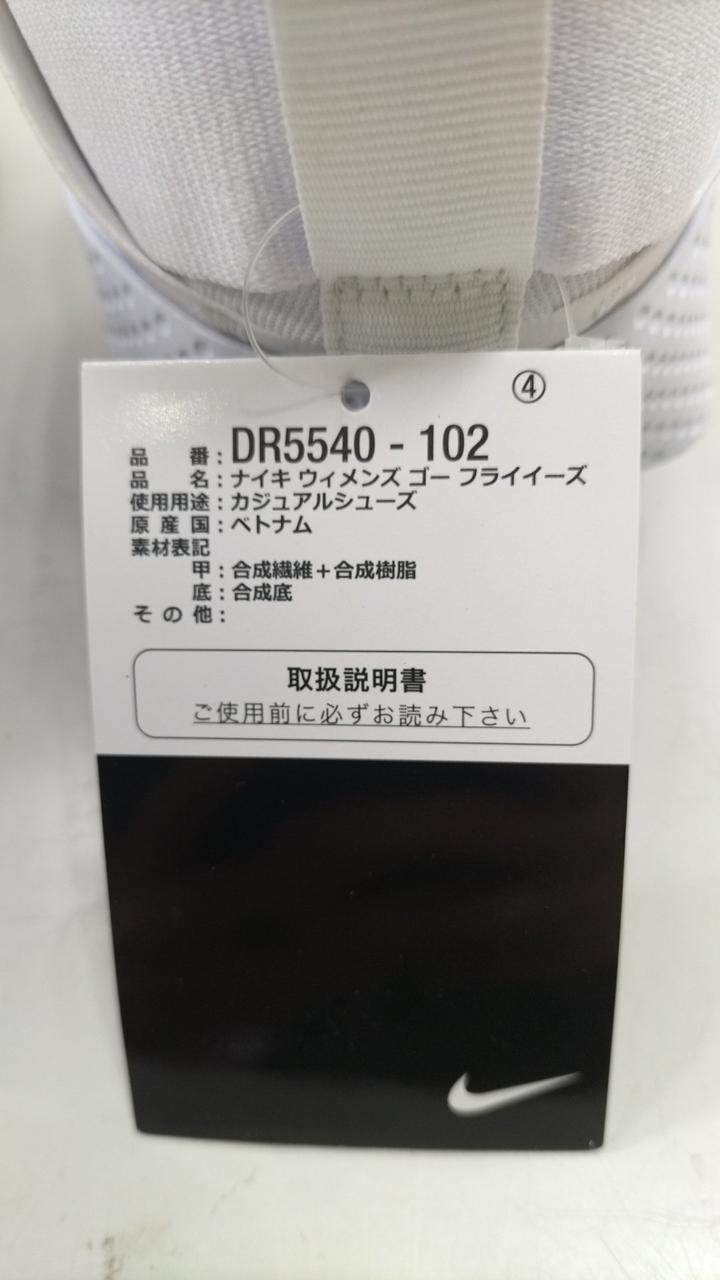 ④
品 番：DR5540 - 102
品 名：ナイキ ウィメンズ ゴー フライイーズ
使用用途：カジュアルシューズ
原 産 国：ベトナム
素材表記
甲：合成繊維＋合成樹脂
底：合成底
そ の 他：
取扱説明書
ご使用前に必ずお読み下さい